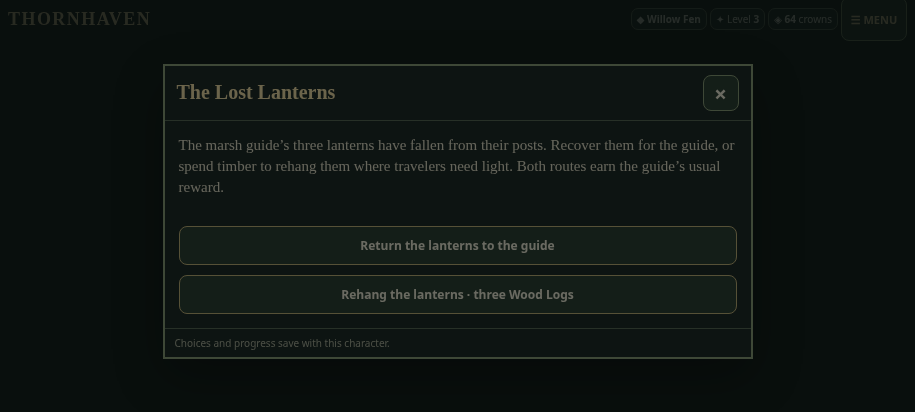 THORNHAVEN
◆ Willow Fen ✦ Level 3 ◈ 64 crowns ☰ MENU
The Lost Lanterns ×
The marsh guide’s three lanterns have fallen from their posts. Recover them for the guide, or
spend timber to rehang them where travelers need light. Both routes earn the guide’s usual
reward.
Return the lanterns to the guide
Rehang the lanterns · three Wood Logs
Choices and progress save with this character.